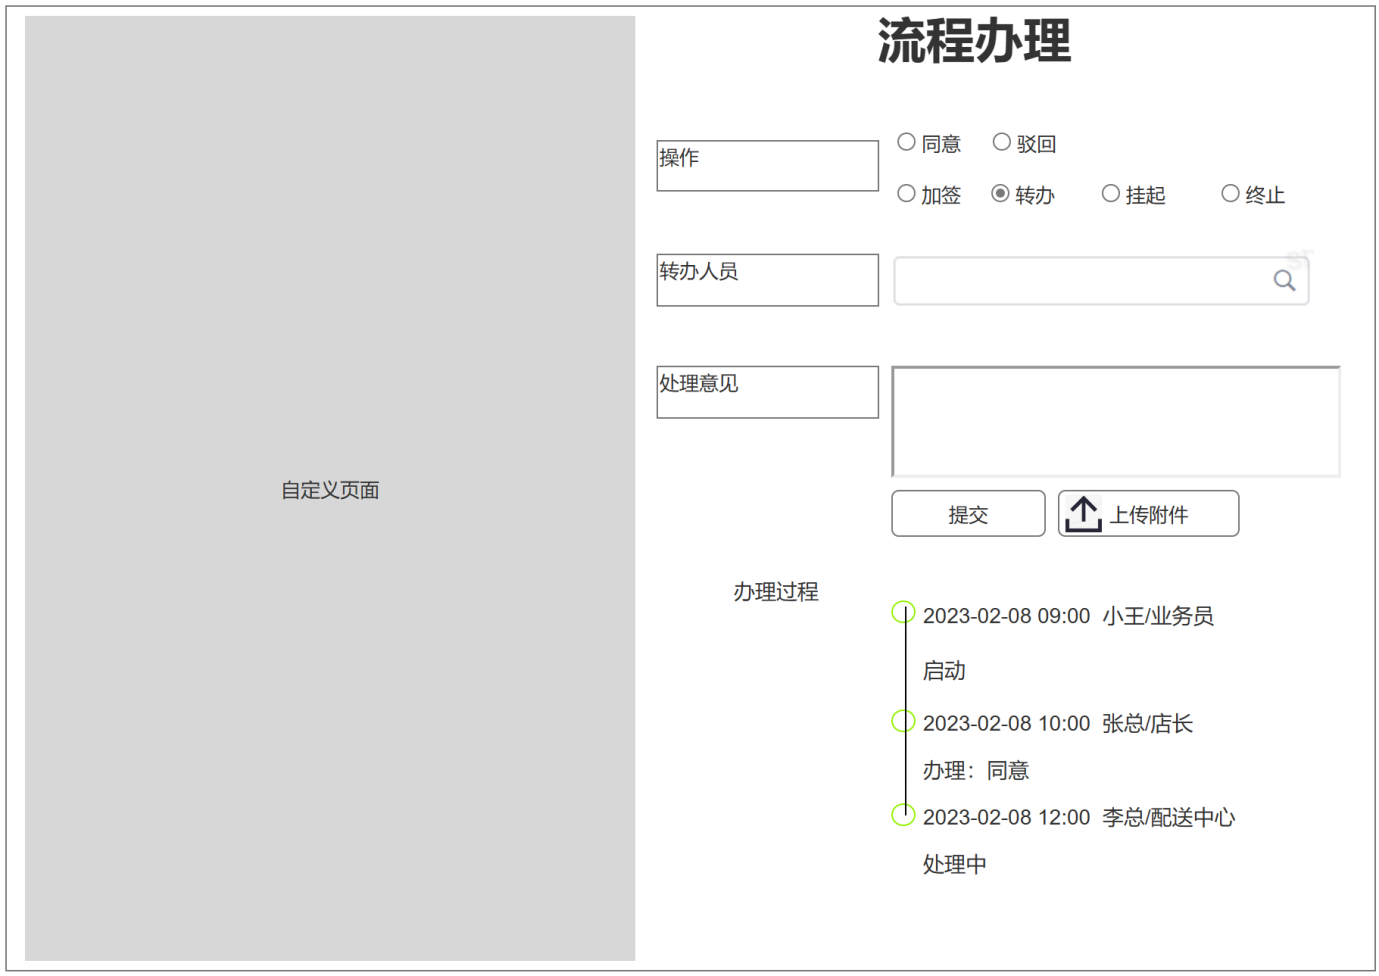 流程办理
操作
同意 驳回
加签 转办 挂起 终止
转办人员
处理意见
自定义页面
提交 上传附件
办理过程
2023-02-08 09:00 小王/业务员
启动
2023-02-08 10:00 张总/店长
办理：同意
2023-02-08 12:00 李总/配送中心
处理中